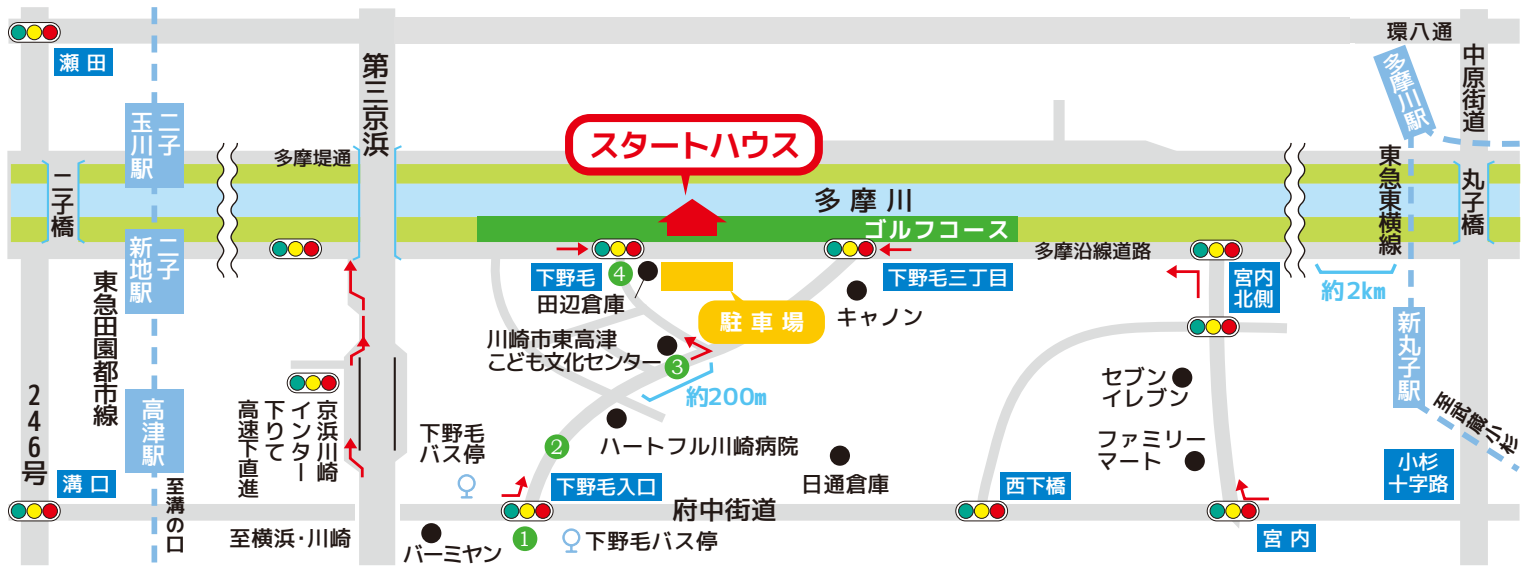 環八通
瀬田
第三京浜
多摩川駅
中原街道
二子
玉川駅
スタートハウス
多摩堤通
東急東横線
二子橋
丸子橋
多摩川
ゴルフコース
二子
新地駅
下野毛
下野毛三丁目
多摩沿線道路
宮内
北側
約2km
4
田辺倉庫
駐車場
キャノン
東急田園都市線
川崎市東高津
こども文化センター
3
新丸子駅
約200m
セブン
イレブン
246号
高津駅
京浜川崎
インター
下りて
高速下直進
下野毛
バス停
2
ハートフル川崎病院
ファミリー
マート
至武蔵小杉
溝口
至溝の口
下野毛入口
日通倉庫
西下橋
小杉
十字路
府中街道
至横浜・川崎
バーミヤン
1
下野毛バス停
宮内